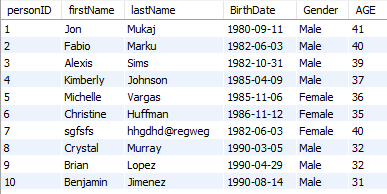 personID firstName lastName BirthDate Gender AGE
1 Jon Mukaj 1980-09-11 Male 41
2 Fabio Marku 1982-06-03 Male 40
3 Alexis Sims 1982-10-31 Male 39
4 Kimberly Johnson 1985-04-09 Male 37
5 Michelle Vargas 1985-11-06 Female 36
6 Christine Huffman 1986-11-12 Female 35
7 sgfsfs hhgdhd@regweg 1982-06-03 Female 40
8 Crystal Murray 1990-03-05 Male 32
9 Brian Lopez 1990-04-29 Male 32
10 Benjamin Jimenez 1990-08-14 Male 31